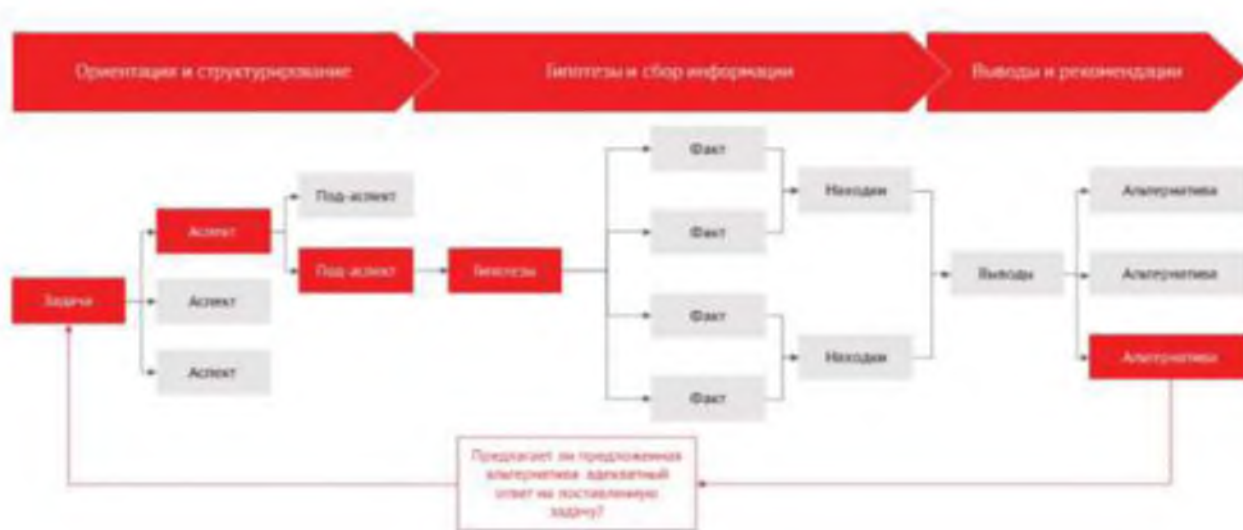 Ориентация и структурирование
Гипотезы и сбор информации
Выводы и рекомендации
Задача
Аспект
Аспект
Аспект
Под-аспект
Под-аспект
Гипотезы
Факт
Факт
Факт
Факт
Находки
Находки
Выводы
Альтернатива
Альтернатива
Альтернатива
Предлагает ли предложенная
альтернатива адекватный
ответ на поставленную
задачу?